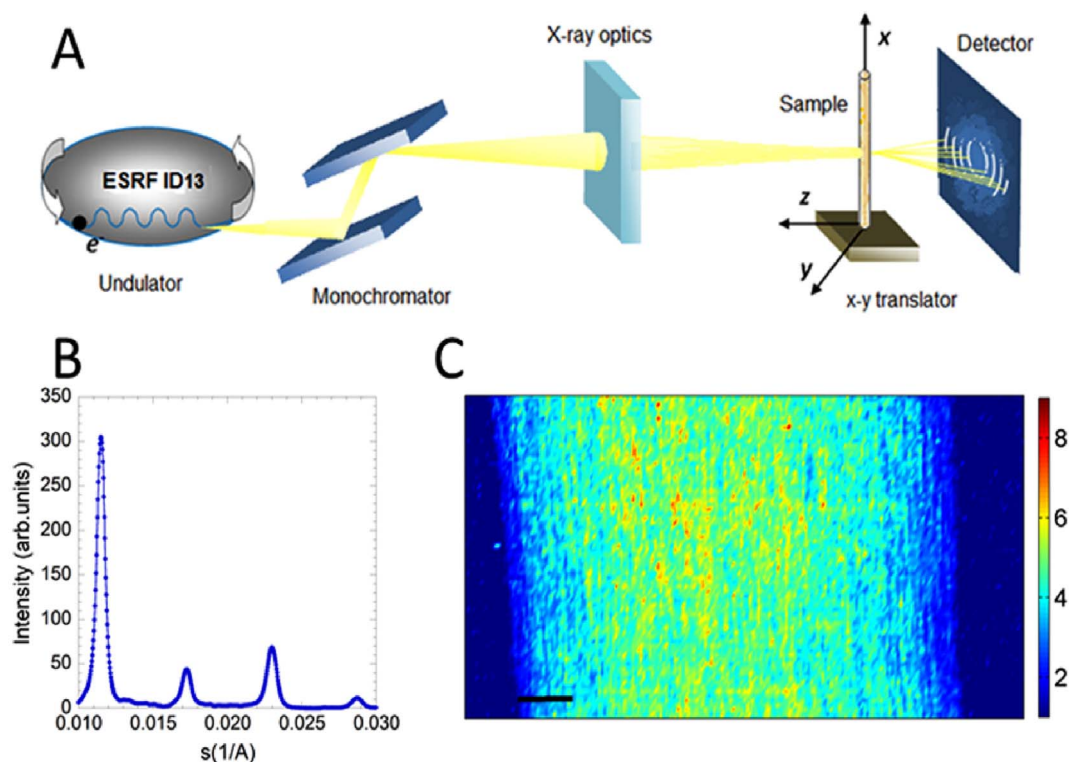 A
X-ray optics
x
Detector
Sample
ESRF ID13
e-
z
y
Undulator
Monochromator
x-y translator
B
C
350
300
250
200
150
100
50
0
Intensity (arb.units)
0.010 0.015 0.020 0.025 0.030
s(1/A)
8
6
4
2